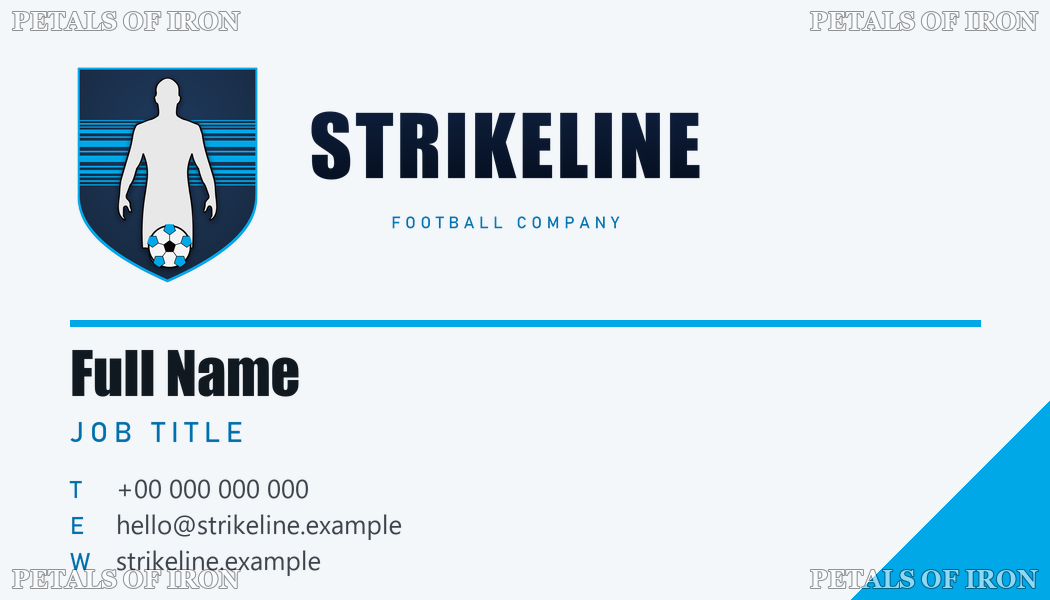 PETALS OF IRON PETALS OF IRON
STRIKELINE
FOOTBALL COMPANY
Full Name
JOB TITLE
T +00 000 000 000
E hello@strikeline.example
W strikeline.example
PETALS OF IRON PETALS OF IRON